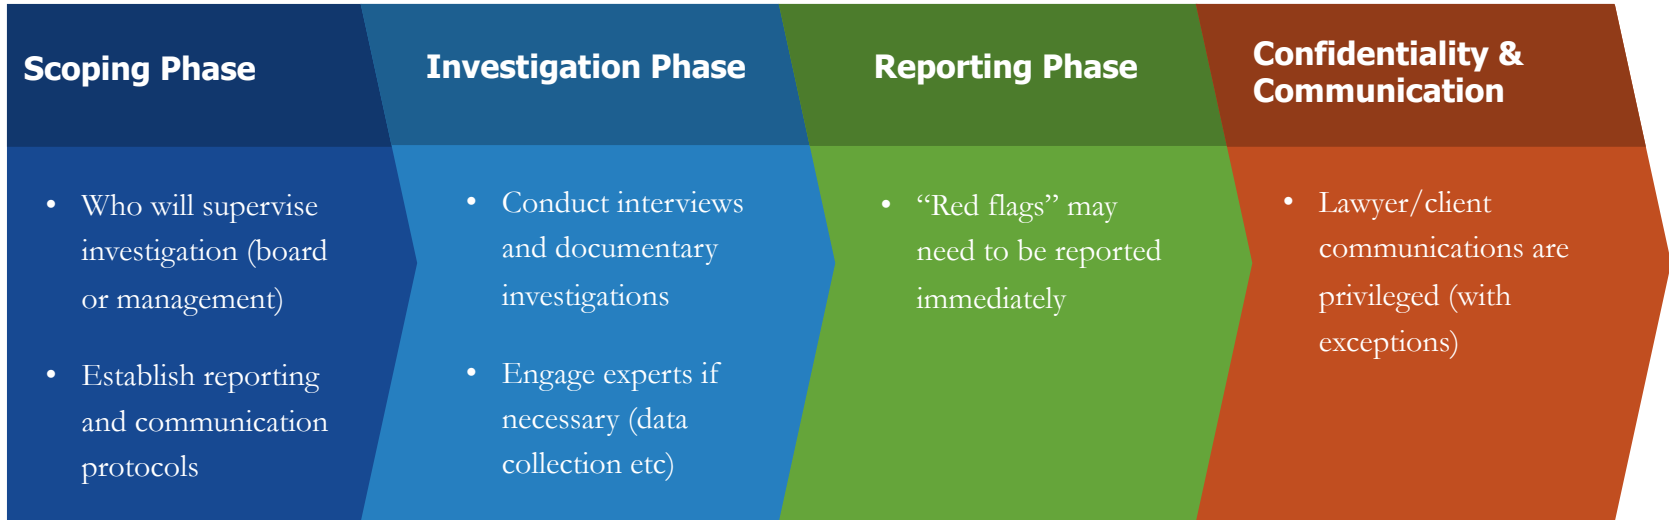 Scoping Phase
• Who will supervise
investigation (board
or management)
• Establish reporting
and communication
protocols
Investigation Phase
• Conduct interviews
and documentary
investigations
• Engage experts if
necessary (data
collection etc)
Reporting Phase
• “Red flags” may
need to be reported
immediately
Confidentiality &
Communication
• Lawyer/client
communications are
privileged (with
exceptions)